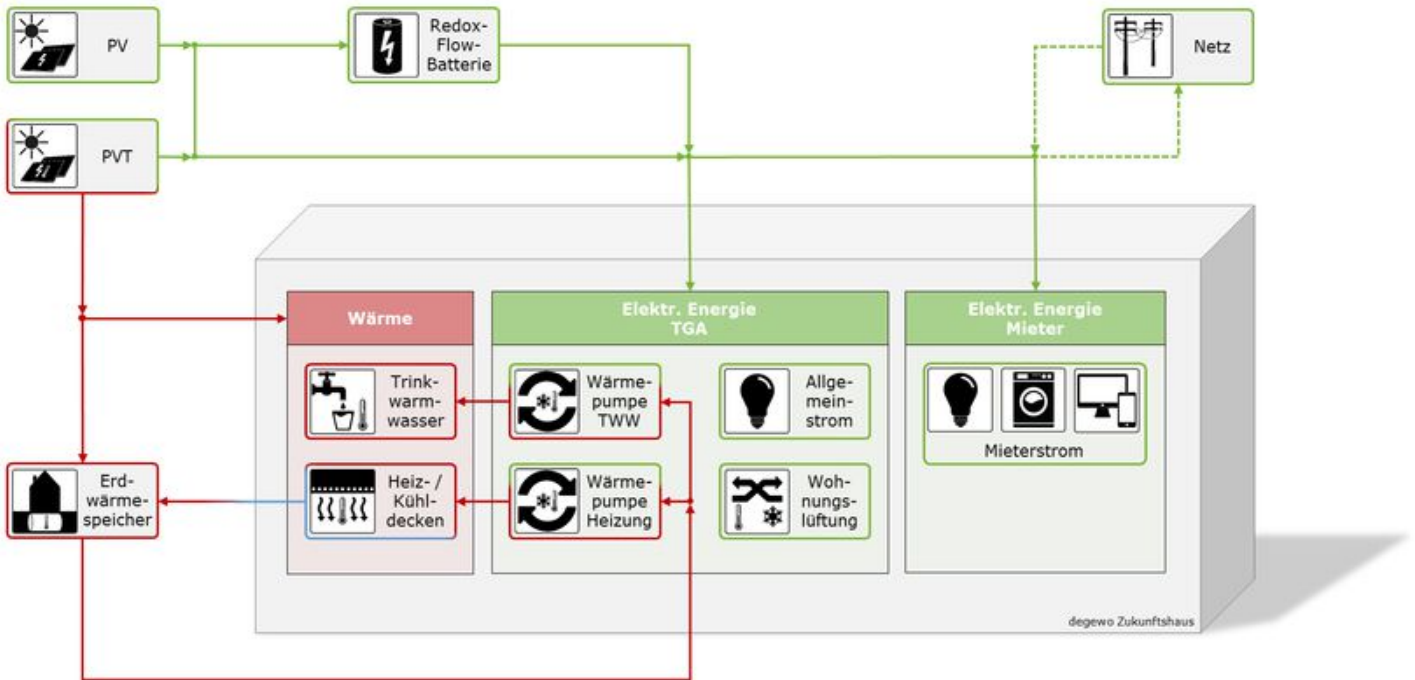 PV
Redox-
Flow-
Batterie
Netz
PVT
Wärme
Elektr. Energie
TGA
Elektr. Energie
Mieter
Trink-
warm-
wasser
Wärme-
pumpe
TWW
Allge-
mein-
strom
Mieterstrom
Erd-
wärme-
speicher
Heiz- /
Kühl-
decken
Wärme-
pumpe
Heizung
Woh-
nungs-
lüftung
degewo Zukunftshaus